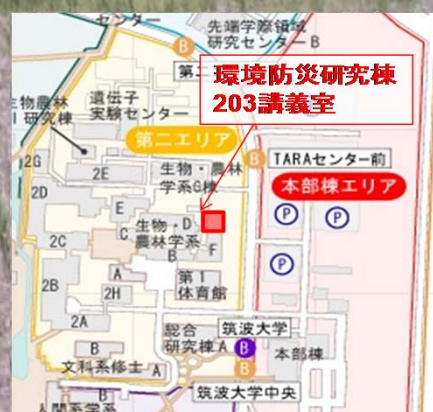 センター
先端学際領域
研究センターB
B
第二
環境防災研究棟
203講義室
遺伝子
実験センター
生物農林
研究棟
第二エリア
B
TARAセンター前
2G
2E
生物・農林
学系G棟
本部棟エリア
2D
P
P
E
生物・D
農林学系
C
2C
B
F
P
A
第1
体育館
2B
2H
2A
総合
研究棟A
筑波大学
B
本部棟
B
文科系修士
A
B
筑波大学中央
人間系学系